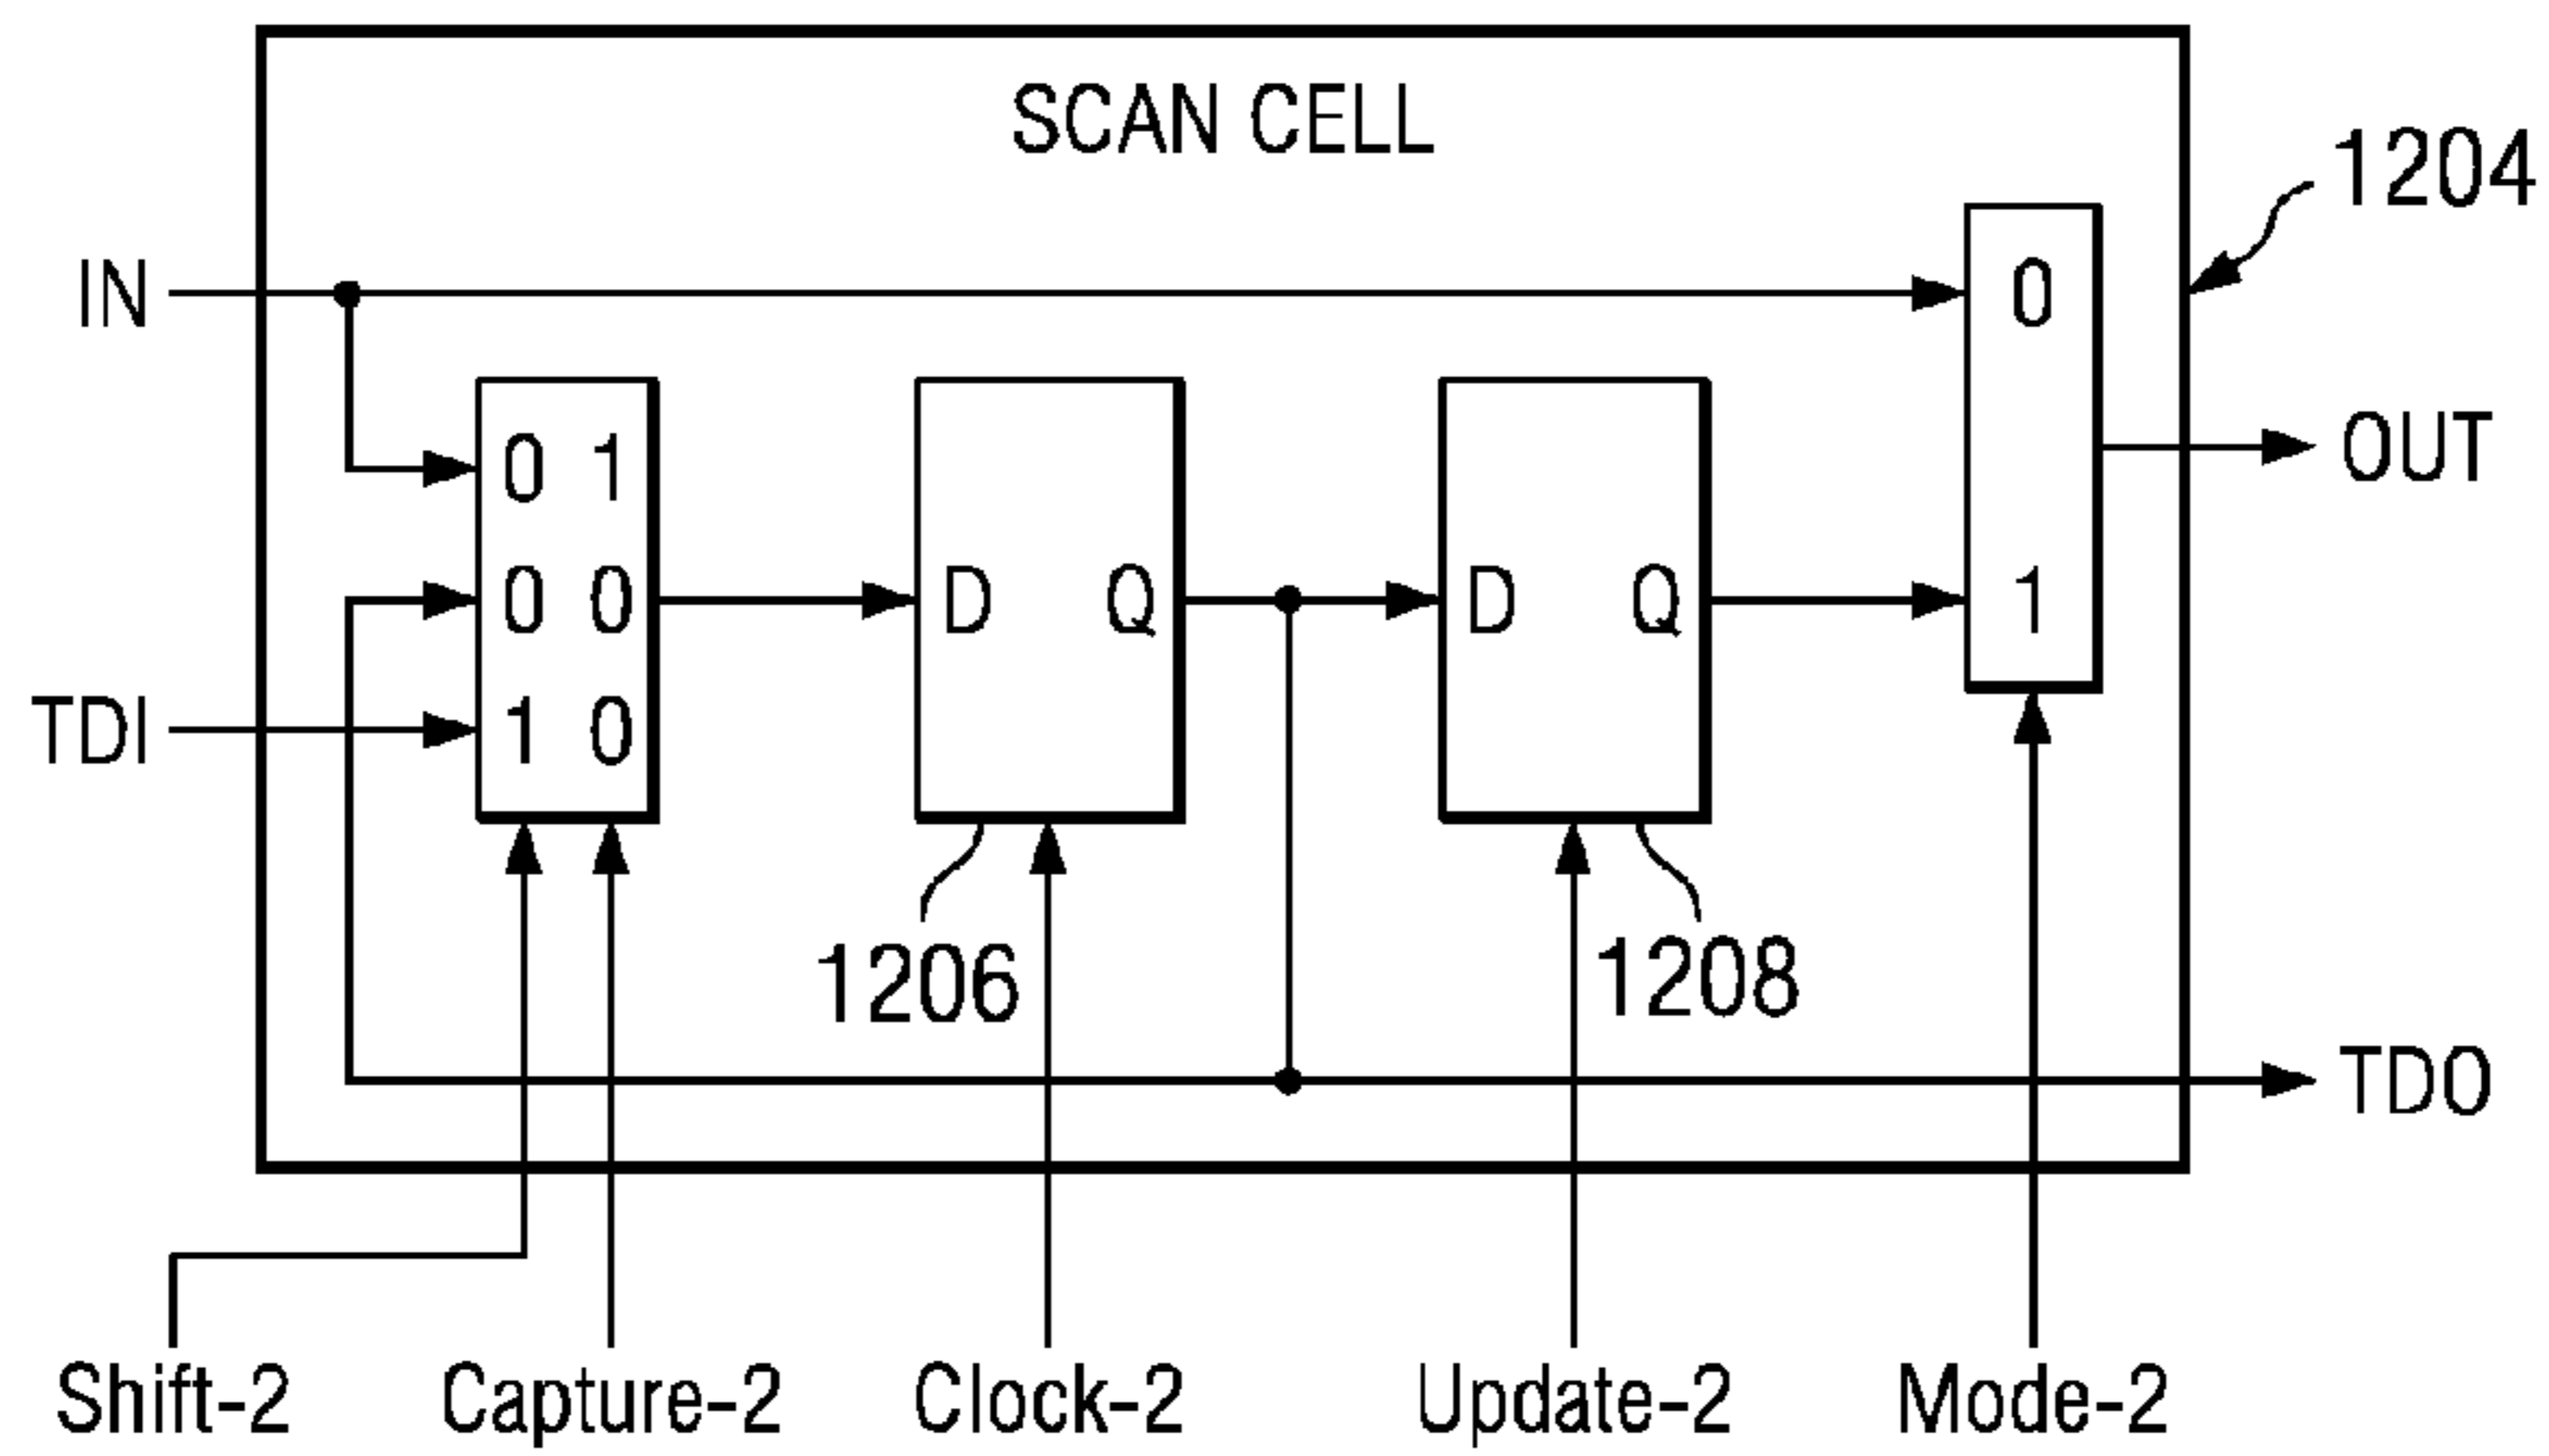 SCAN CELL
1204
IN
0
0 1
OUT
0 0
D Q
D Q
1
TDI
1 0
1206
1208
TDO
Shift-2
Capture-2
Clock-2
Update-2
Mode-2